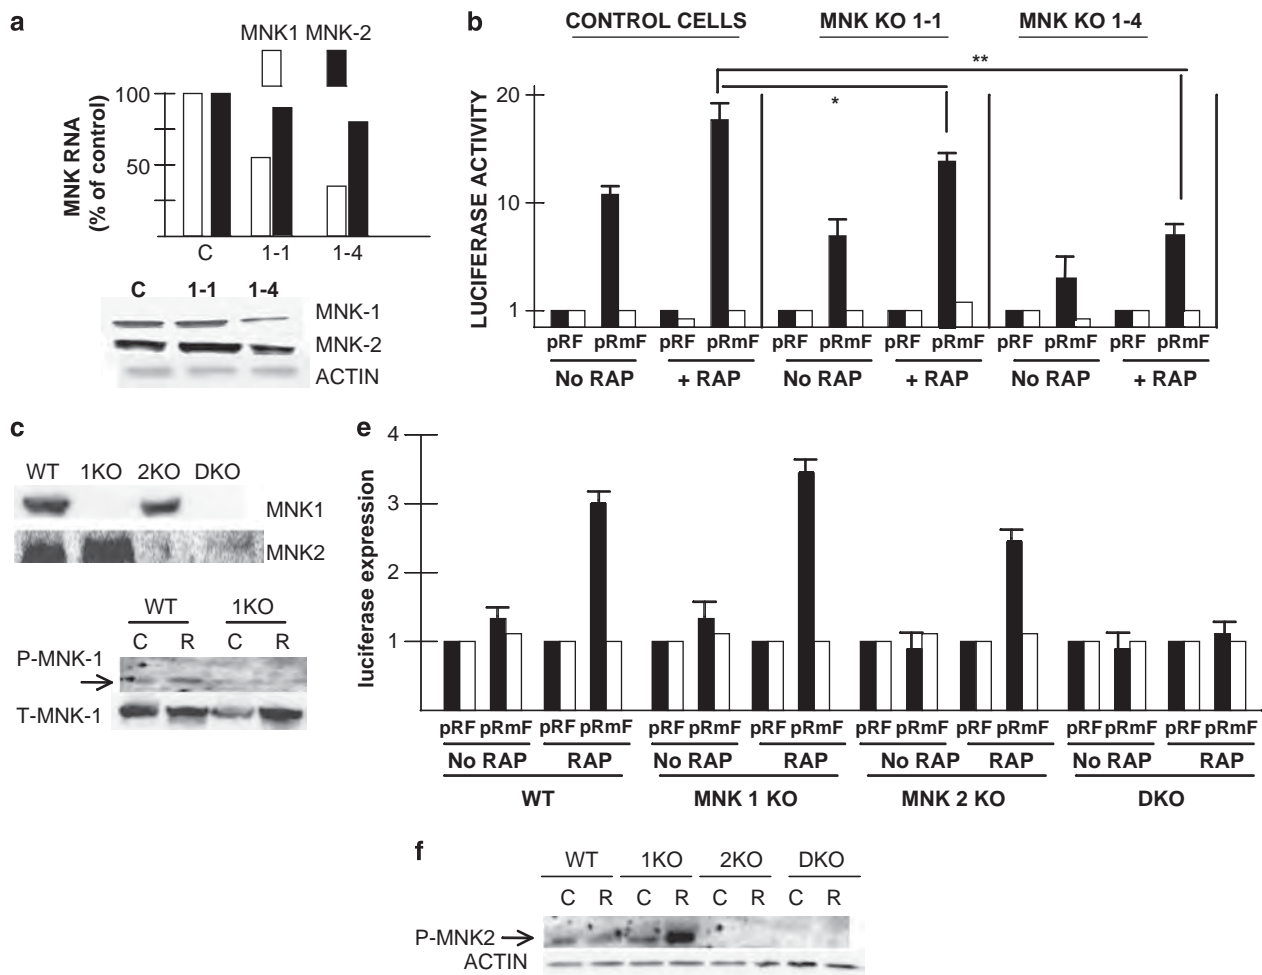 a
MNK1 MNK-2
100
50
MNK RNA
(% of control)
C 1-1 1-4
C 1-1 1-4
MNK-1
MNK-2
ACTIN
b
CONTROL CELLS MNK KO 1-1 MNK KO 1-4
**
*
20
10
1
LUCIFERASE ACTIVITY
pRF pRmF pRF pRmF pRF pRmF pRF pRmF pRF pRmF pRF pRmF
No RAP + RAP No RAP + RAP No RAP + RAP
c
WT 1KO 2KO DKO
MNK1
MNK2
WT 1KO
C R C R
P-MNK-1
T-MNK-1
e
4
3
2
1
luciferase expression
pRF pRmF pRF pRmF pRF pRmF pRF pRmF pRF pRmF pRF pRmF pRF pRmF pRF pRmF
No RAP RAP No RAP RAP No RAP RAP No RAP RAP
WT MNK 1 KO MNK 2 KO DKO
f
WT 1KO 2KO DKO
C R C R C R C R
P-MNK2
ACTIN